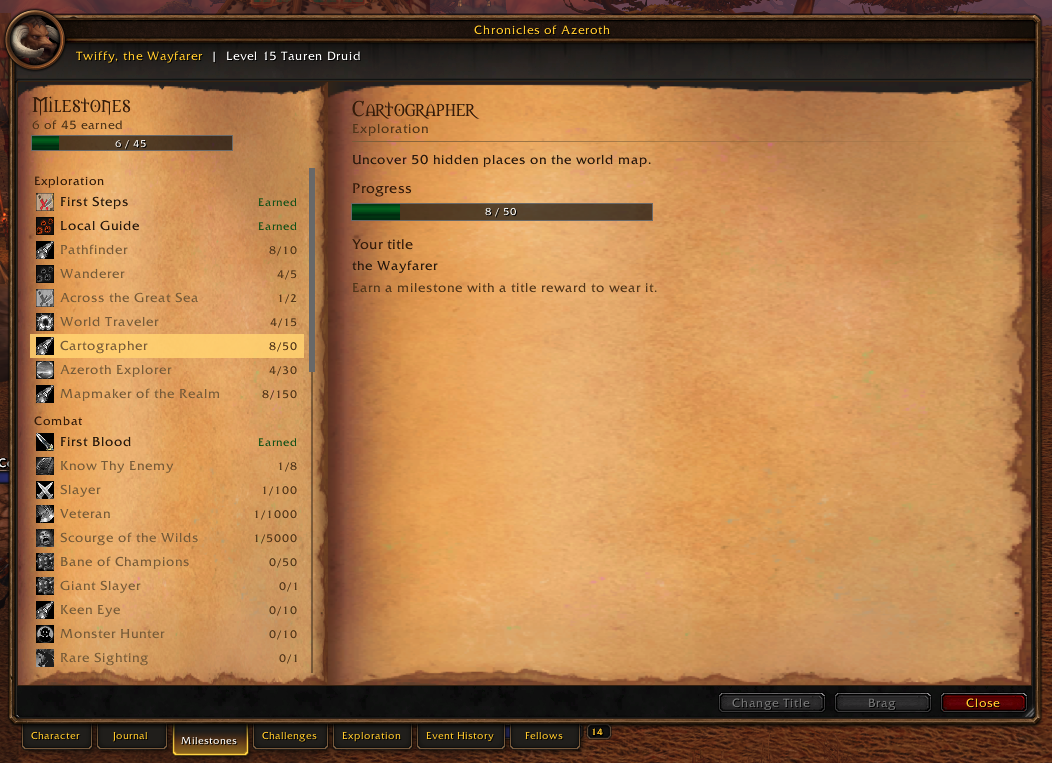 Chronicles of Azeroth
Twiffy, the Wayfarer | Level 15 Tauren Druid
Milestones
6 of 45 earned
6 / 45
Exploration
First Steps Earned
Local Guide Earned
Pathfinder 8/10
Wanderer 4/5
Across the Great Sea 1/2
World Traveler 4/15
Cartographer 8/50
Azeroth Explorer 4/30
Mapmaker of the Realm 8/150
Combat
First Blood Earned
Know Thy Enemy 1/8
Slayer 1/100
Veteran 1/1000
Scourge of the Wilds 1/5000
Bane of Champions 0/50
Giant Slayer 0/1
Keen Eye 0/10
Monster Hunter 0/10
Rare Sighting 0/1
Cartographer
Exploration
Uncover 50 hidden places on the world map.
Progress
8 / 50
Your title
the Wayfarer
Earn a milestone with a title reward to wear it.
Change Title Brag Close
Character Journal Milestones Challenges Exploration Event History Fellows 14